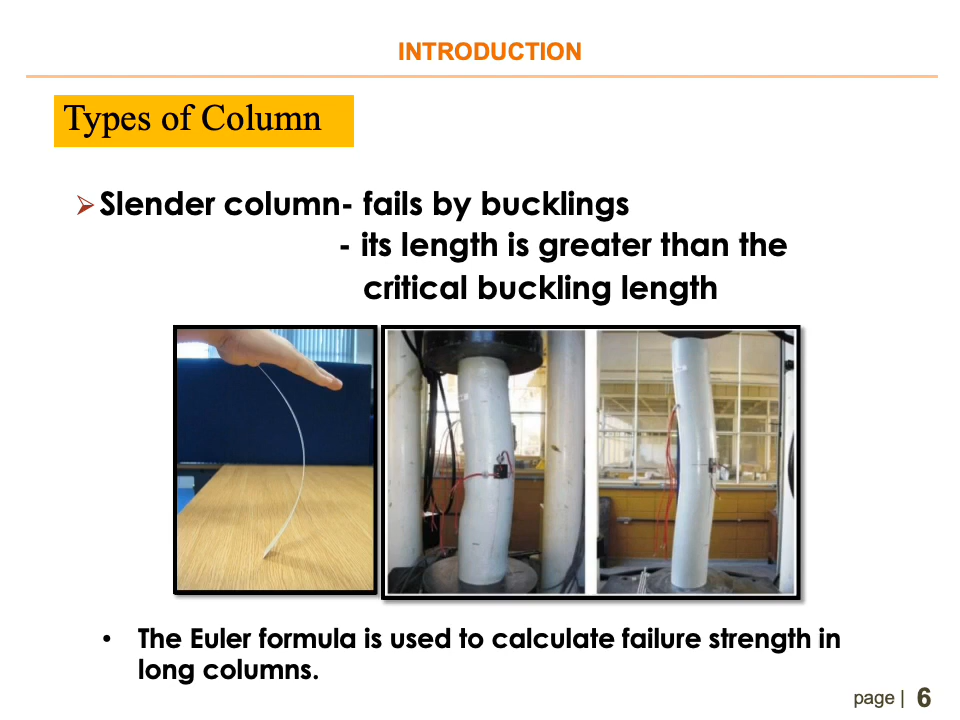 INTRODUCTION
Types of Column
➢ Slender column- fails by bucklings
- its length is greater than the
critical buckling length
• The Euler formula is used to calculate failure strength in
long columns.
page | 6